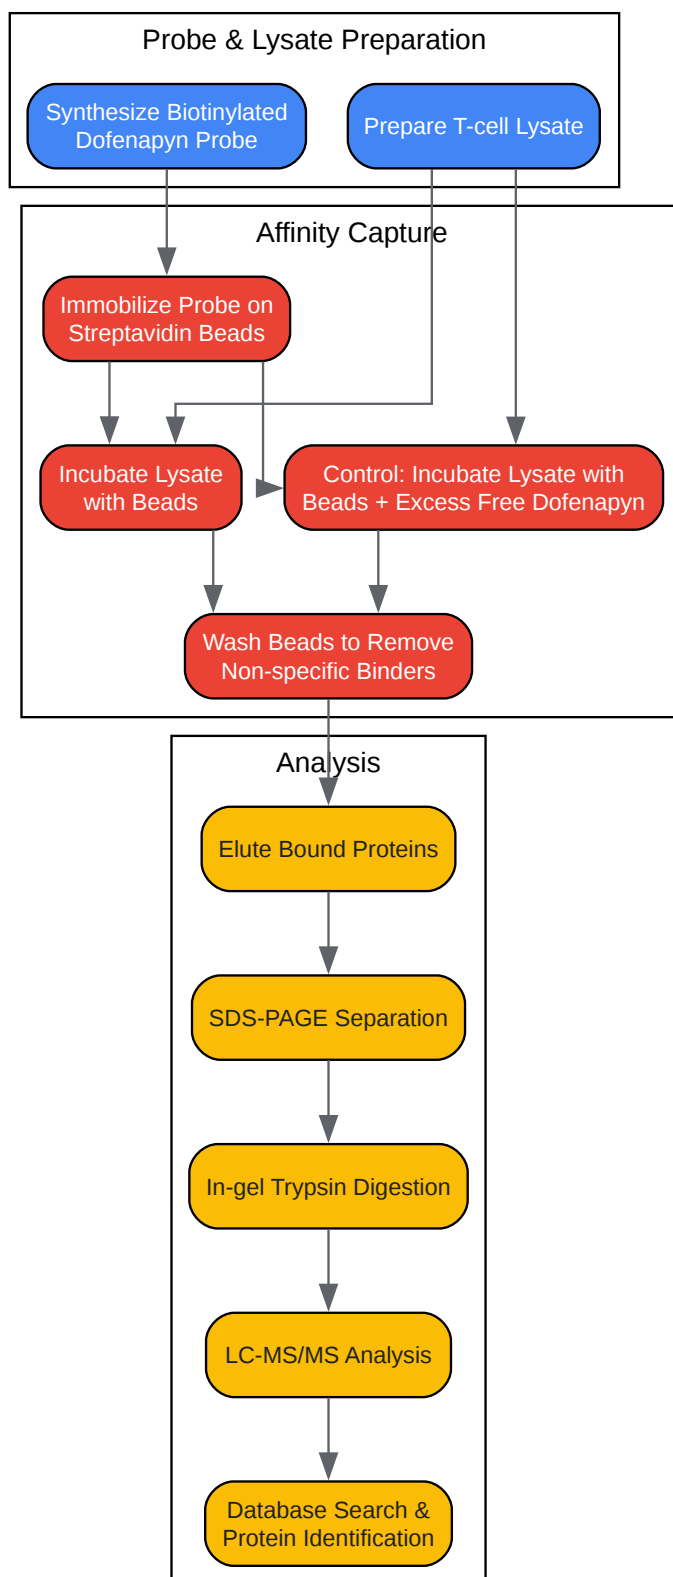 Probe & Lysate Preparation
Synthesize Biotinylated
Dofenapyn Probe
Prepare T-cell Lysate
Affinity Capture
Immobilize Probe on
Streptavidin Beads
Incubate Lysate
with Beads
Control: Incubate Lysate with
Beads + Excess Free Dofenapyn
Wash Beads to Remove
Non-specific Binders
Analysis
Elute Bound Proteins
SDS-PAGE Separation
In-gel Trypsin Digestion
LC-MS/MS Analysis
Database Search &
Protein Identification